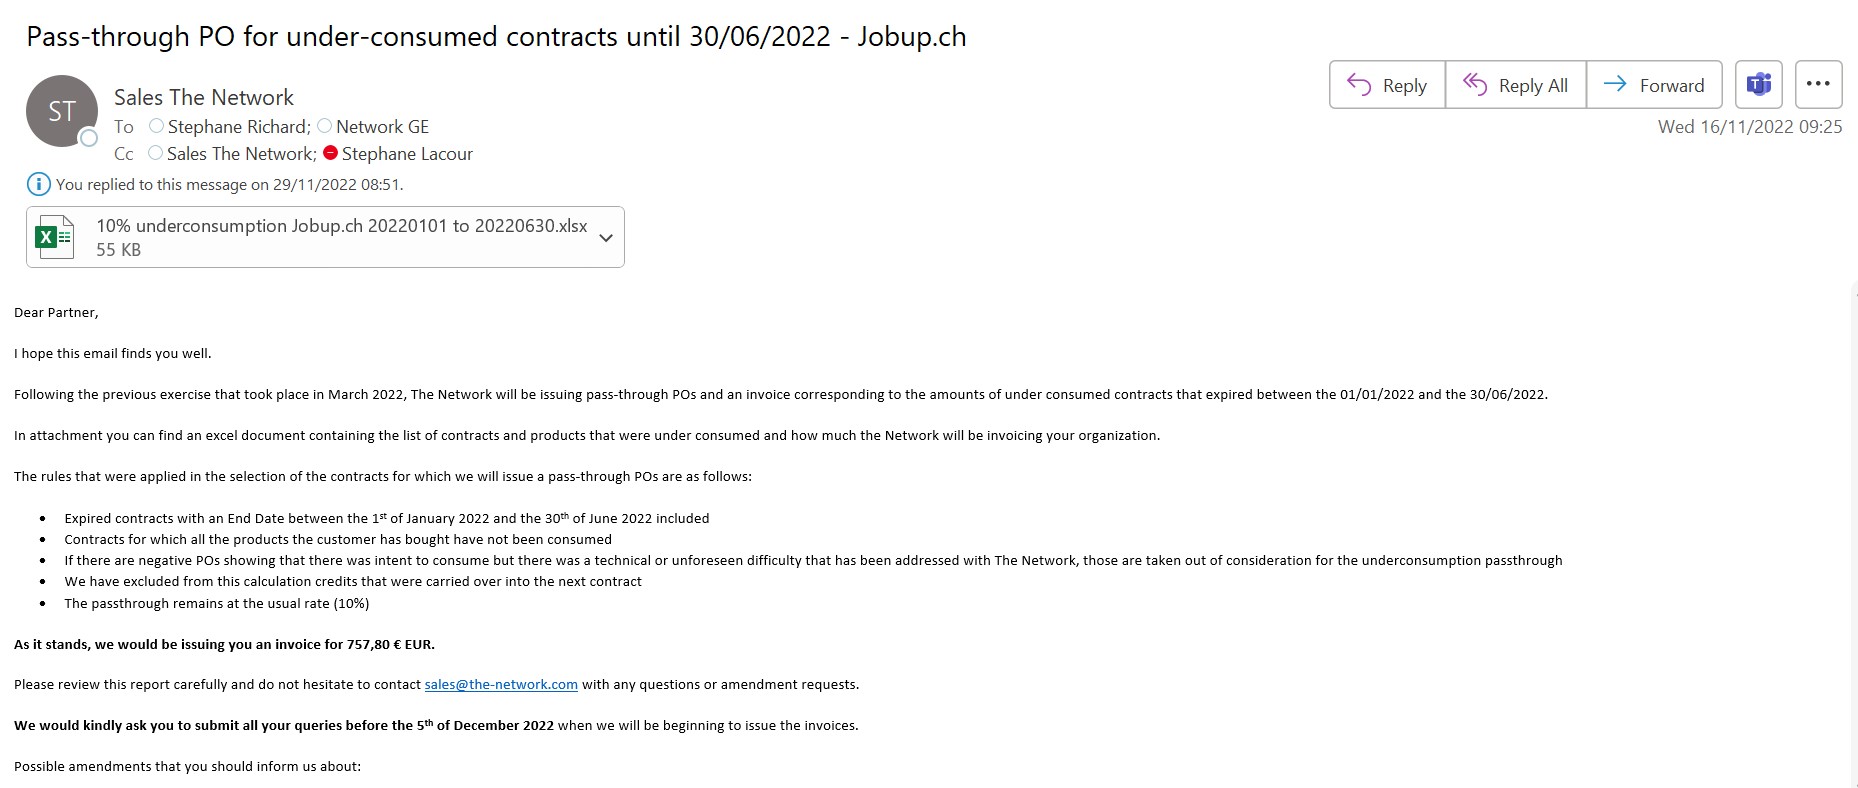 Pass-through PO for under-consumed contracts until 30/06/2022 - Jobup.ch
ST
Sales The Network
To Stephane Richard; Network GE
Cc Sales The Network; Stephane Lacour
Reply
Reply All
Forward
Wed 16/11/2022 09:25
You replied to this message on 29/11/2022 08:51.
10% underconsumption Jobup.ch 20220101 to 20220630.xlsx
55 KB
Dear Partner,
I hope this email finds you well.
Following the previous exercise that took place in March 2022, The Network will be issuing pass-through POs and an invoice corresponding to the amounts of under consumed contracts that expired between the 01/01/2022 and the 30/06/2022.
In attachment you can find an excel document containing the list of contracts and products that were under consumed and how much the Network will be invoicing your organization.
The rules that were applied in the selection of the contracts for which we will issue a pass-through POs are as follows:
• Expired contracts with an End Date between the 1st of January 2022 and the 30th of June 2022 included
• Contracts for which all the products the customer has bought have not been consumed
• If there are negative POs showing that there was intent to consume but there was a technical or unforeseen difficulty that has been addressed with The Network, those are taken out of consideration for the underconsumption passthrough
• We have excluded from this calculation credits that were carried over into the next contract
• The passthrough remains at the usual rate (10%)
As it stands, we would be issuing you an invoice for 757,80 € EUR.
Please review this report carefully and do not hesitate to contact sales@the-network.com with any questions or amendment requests.
We would kindly ask you to submit all your queries before the 5th of December 2022 when we will be beginning to issue the invoices.
Possible amendments that you should inform us about: